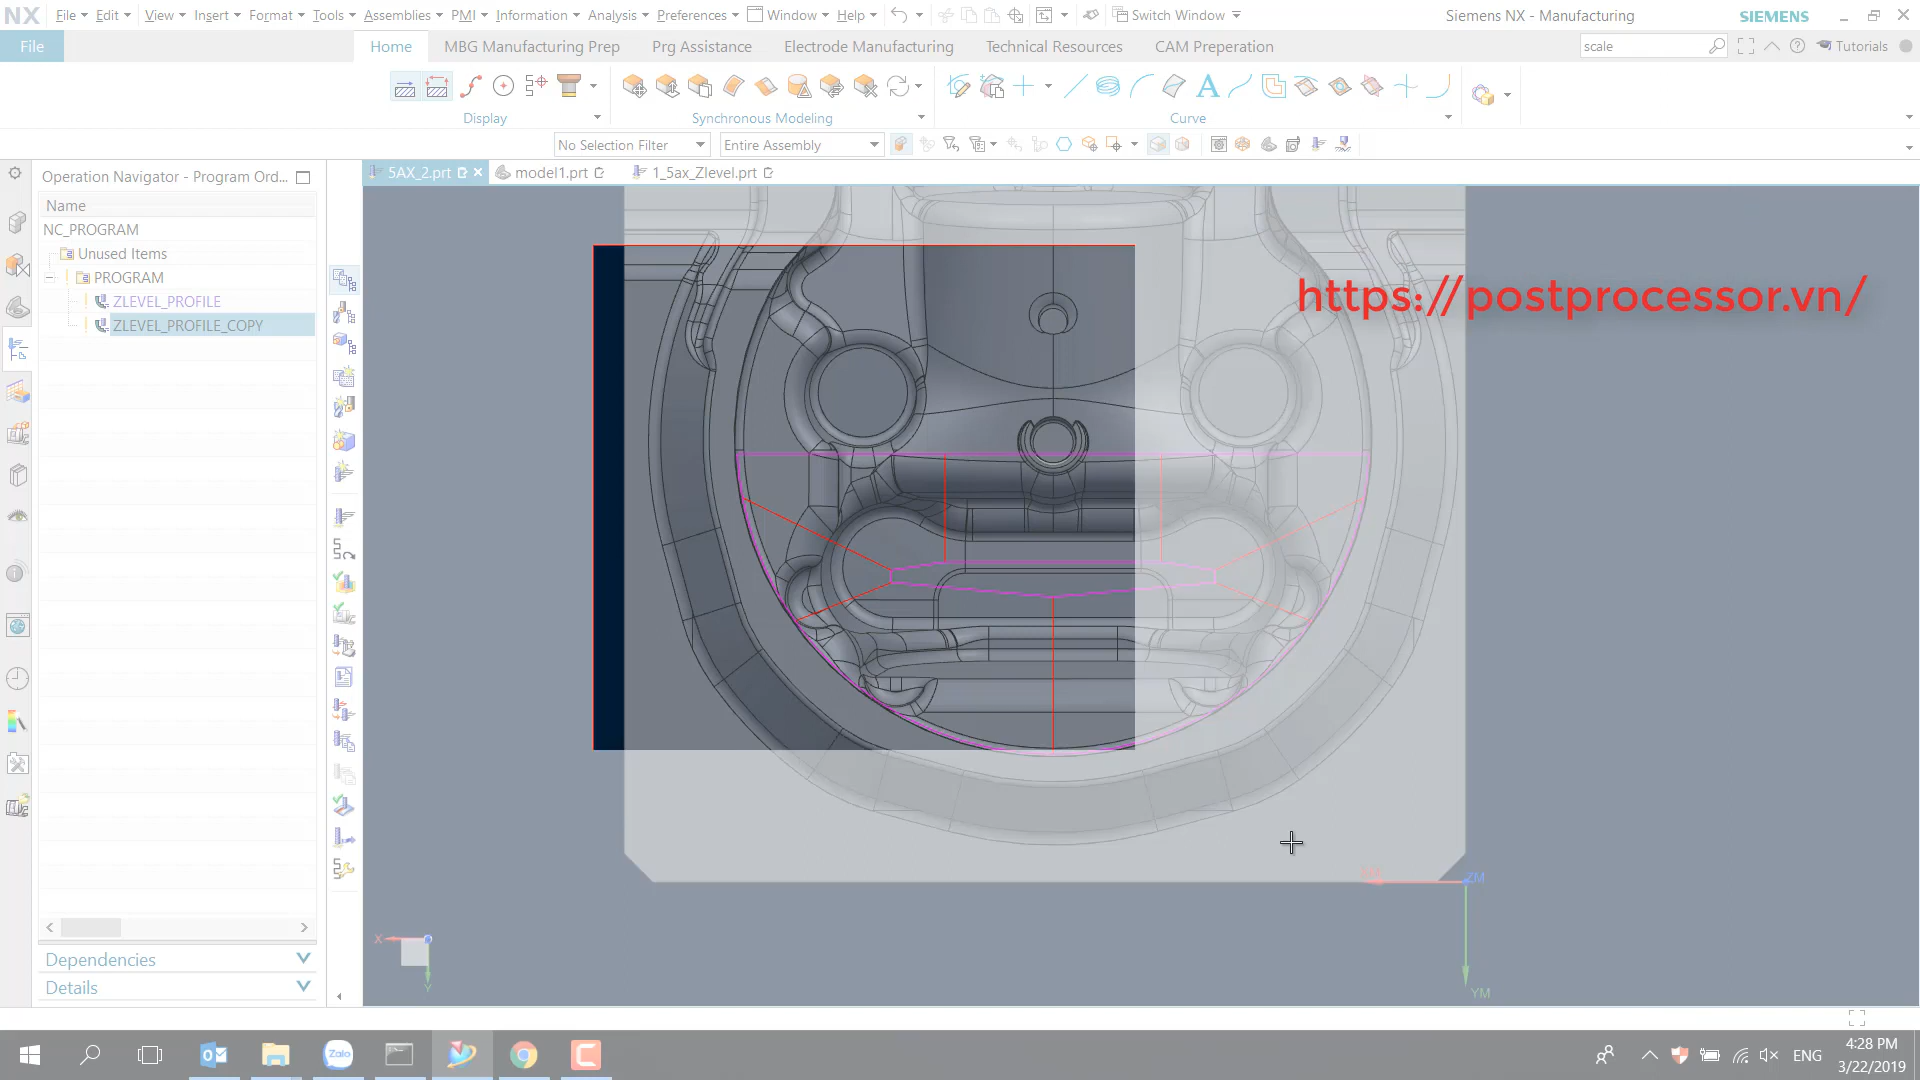 NX File Edit View Insert Format Tools Assemblies PMI Information Analysis Preferences Window Help Switch Window Siemens NX - Manufacturing SIEMENS
File Home MBG Manufacturing Prep Prg Assistance Electrode Manufacturing Technical Resources CAM Preperation scale Tutorials
Display Synchronous Modeling Curve
No Selection Filter Entire Assembly
Operation Navigator - Program Ord... 5AX_2.prt model1.prt 1_5ax_Zlevel.prt
Name
NC_PROGRAM
Unused Items
PROGRAM
ZLEVEL_PROFILE
ZLEVEL_PROFILE_COPY
https://postprocessor.vn/
ZM
X
Y
YM
Dependencies
Details
Zalo
ENG
4:28 PM
3/22/2019